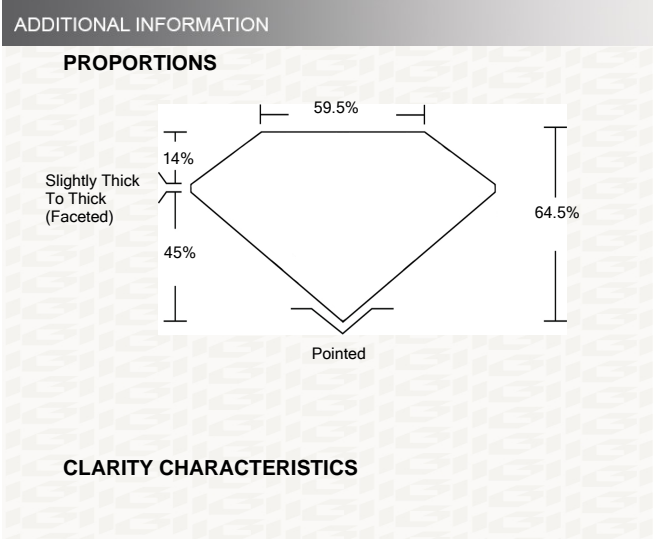 ADDITIONAL INFORMATION
PROPORTIONS
59.5%
14%
Slightly Thick
To Thick
(Faceted)
64.5%
45%
Pointed
CLARITY CHARACTERISTICS